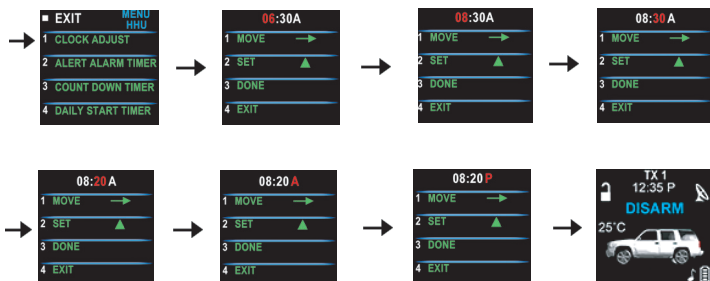 EXIT MENU
HHU
1 CLOCK ADJUST
2 ALERT ALARM TIMER
3 COUNT DOWN TIMER
4 DAILY START TIMER
06:30A
1 MOVE
2 SET
3 DONE
4 EXIT
08:30A
1 MOVE
2 SET
3 DONE
4 EXIT
08:30A
1 MOVE
2 SET
3 DONE
4 EXIT
08:20A
1 MOVE
2 SET
3 DONE
4 EXIT
08:20A
1 MOVE
2 SET
3 DONE
4 EXIT
08:20P
1 MOVE
2 SET
3 DONE
4 EXIT
TX 1
12:35 P
DISARM
25°C